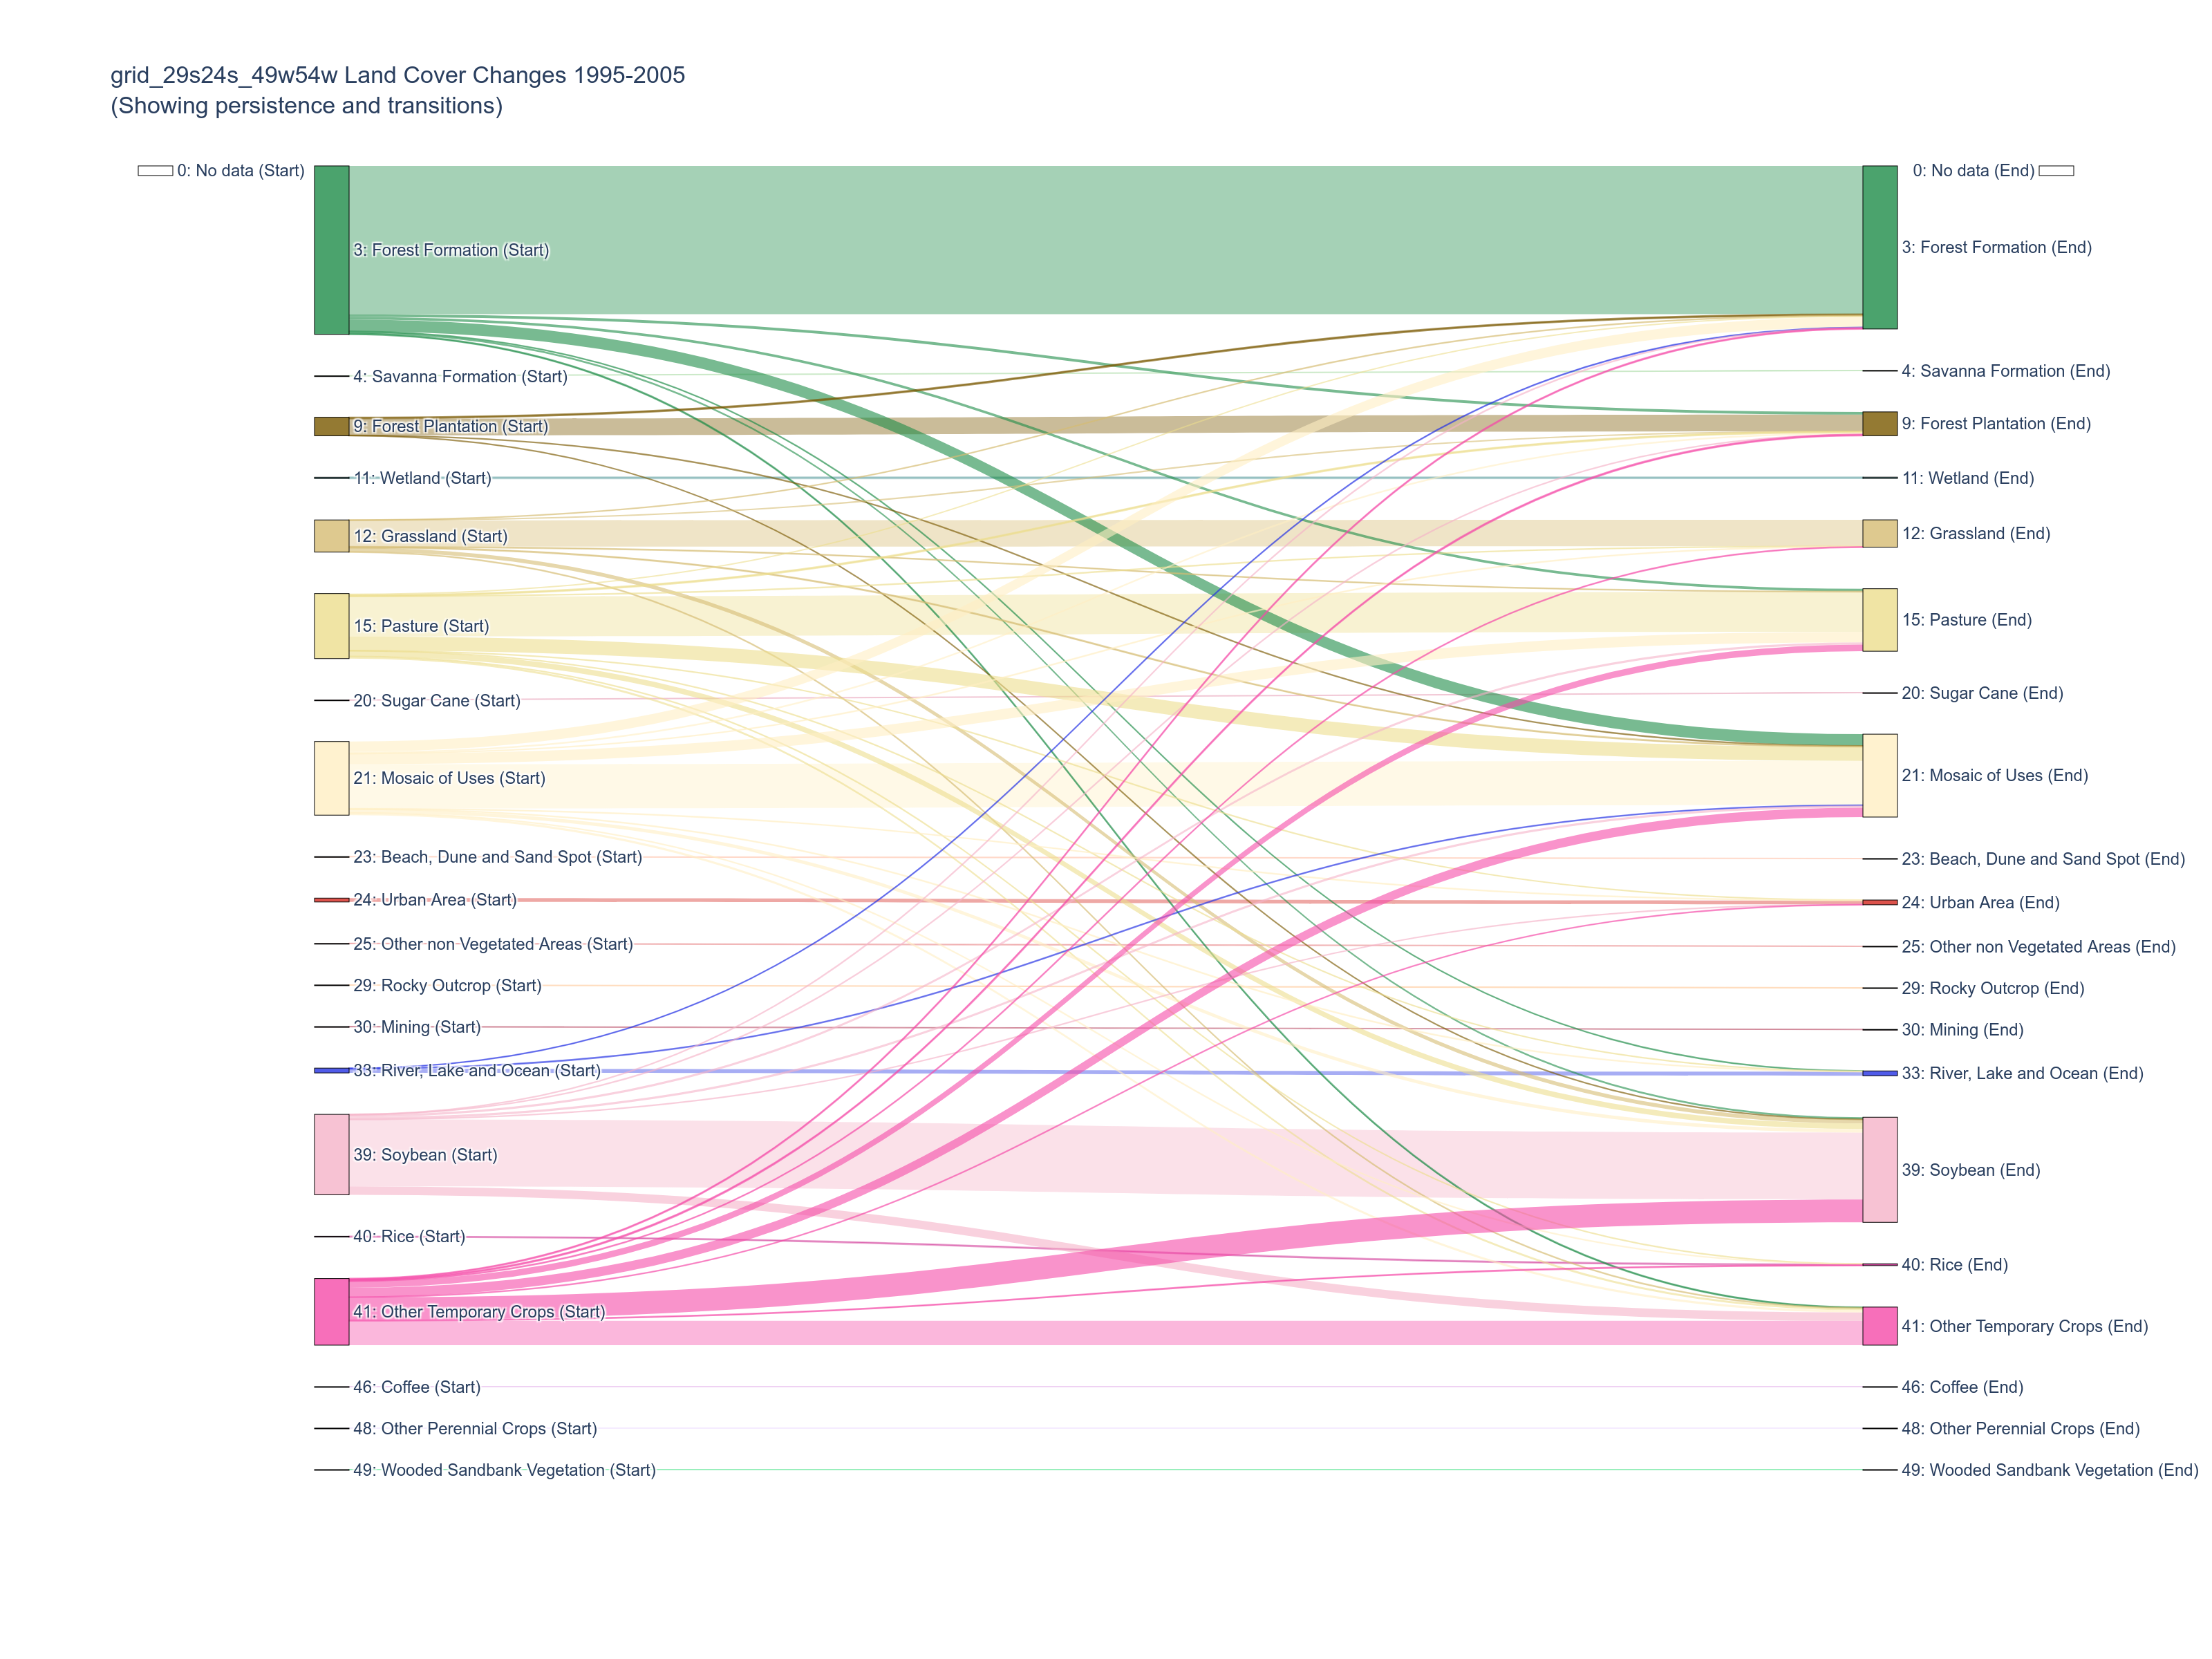 grid_29s24s_49w54w Land Cover Changes 1995-2005
(Showing persistence and transitions)
0: No data (Start)
0: No data (End)
3: Forest Formation (Start)
3: Forest Formation (End)
4: Savanna Formation (Start)
4: Savanna Formation (End)
9: Forest Plantation (Start)
9: Forest Plantation (End)
11: Wetland (Start)
11: Wetland (End)
12: Grassland (Start)
12: Grassland (End)
15: Pasture (Start)
15: Pasture (End)
20: Sugar Cane (Start)
20: Sugar Cane (End)
21: Mosaic of Uses (Start)
21: Mosaic of Uses (End)
23: Beach, Dune and Sand Spot (Start)
23: Beach, Dune and Sand Spot (End)
24: Urban Area (Start)
24: Urban Area (End)
25: Other non Vegetated Areas (Start)
25: Other non Vegetated Areas (End)
29: Rocky Outcrop (Start)
29: Rocky Outcrop (End)
30: Mining (Start)
30: Mining (End)
33: River, Lake and Ocean (Start)
33: River, Lake and Ocean (End)
39: Soybean (Start)
39: Soybean (End)
40: Rice (Start)
40: Rice (End)
41: Other Temporary Crops (Start)
41: Other Temporary Crops (End)
46: Coffee (Start)
46: Coffee (End)
48: Other Perennial Crops (Start)
48: Other Perennial Crops (End)
49: Wooded Sandbank Vegetation (Start)
49: Wooded Sandbank Vegetation (End)